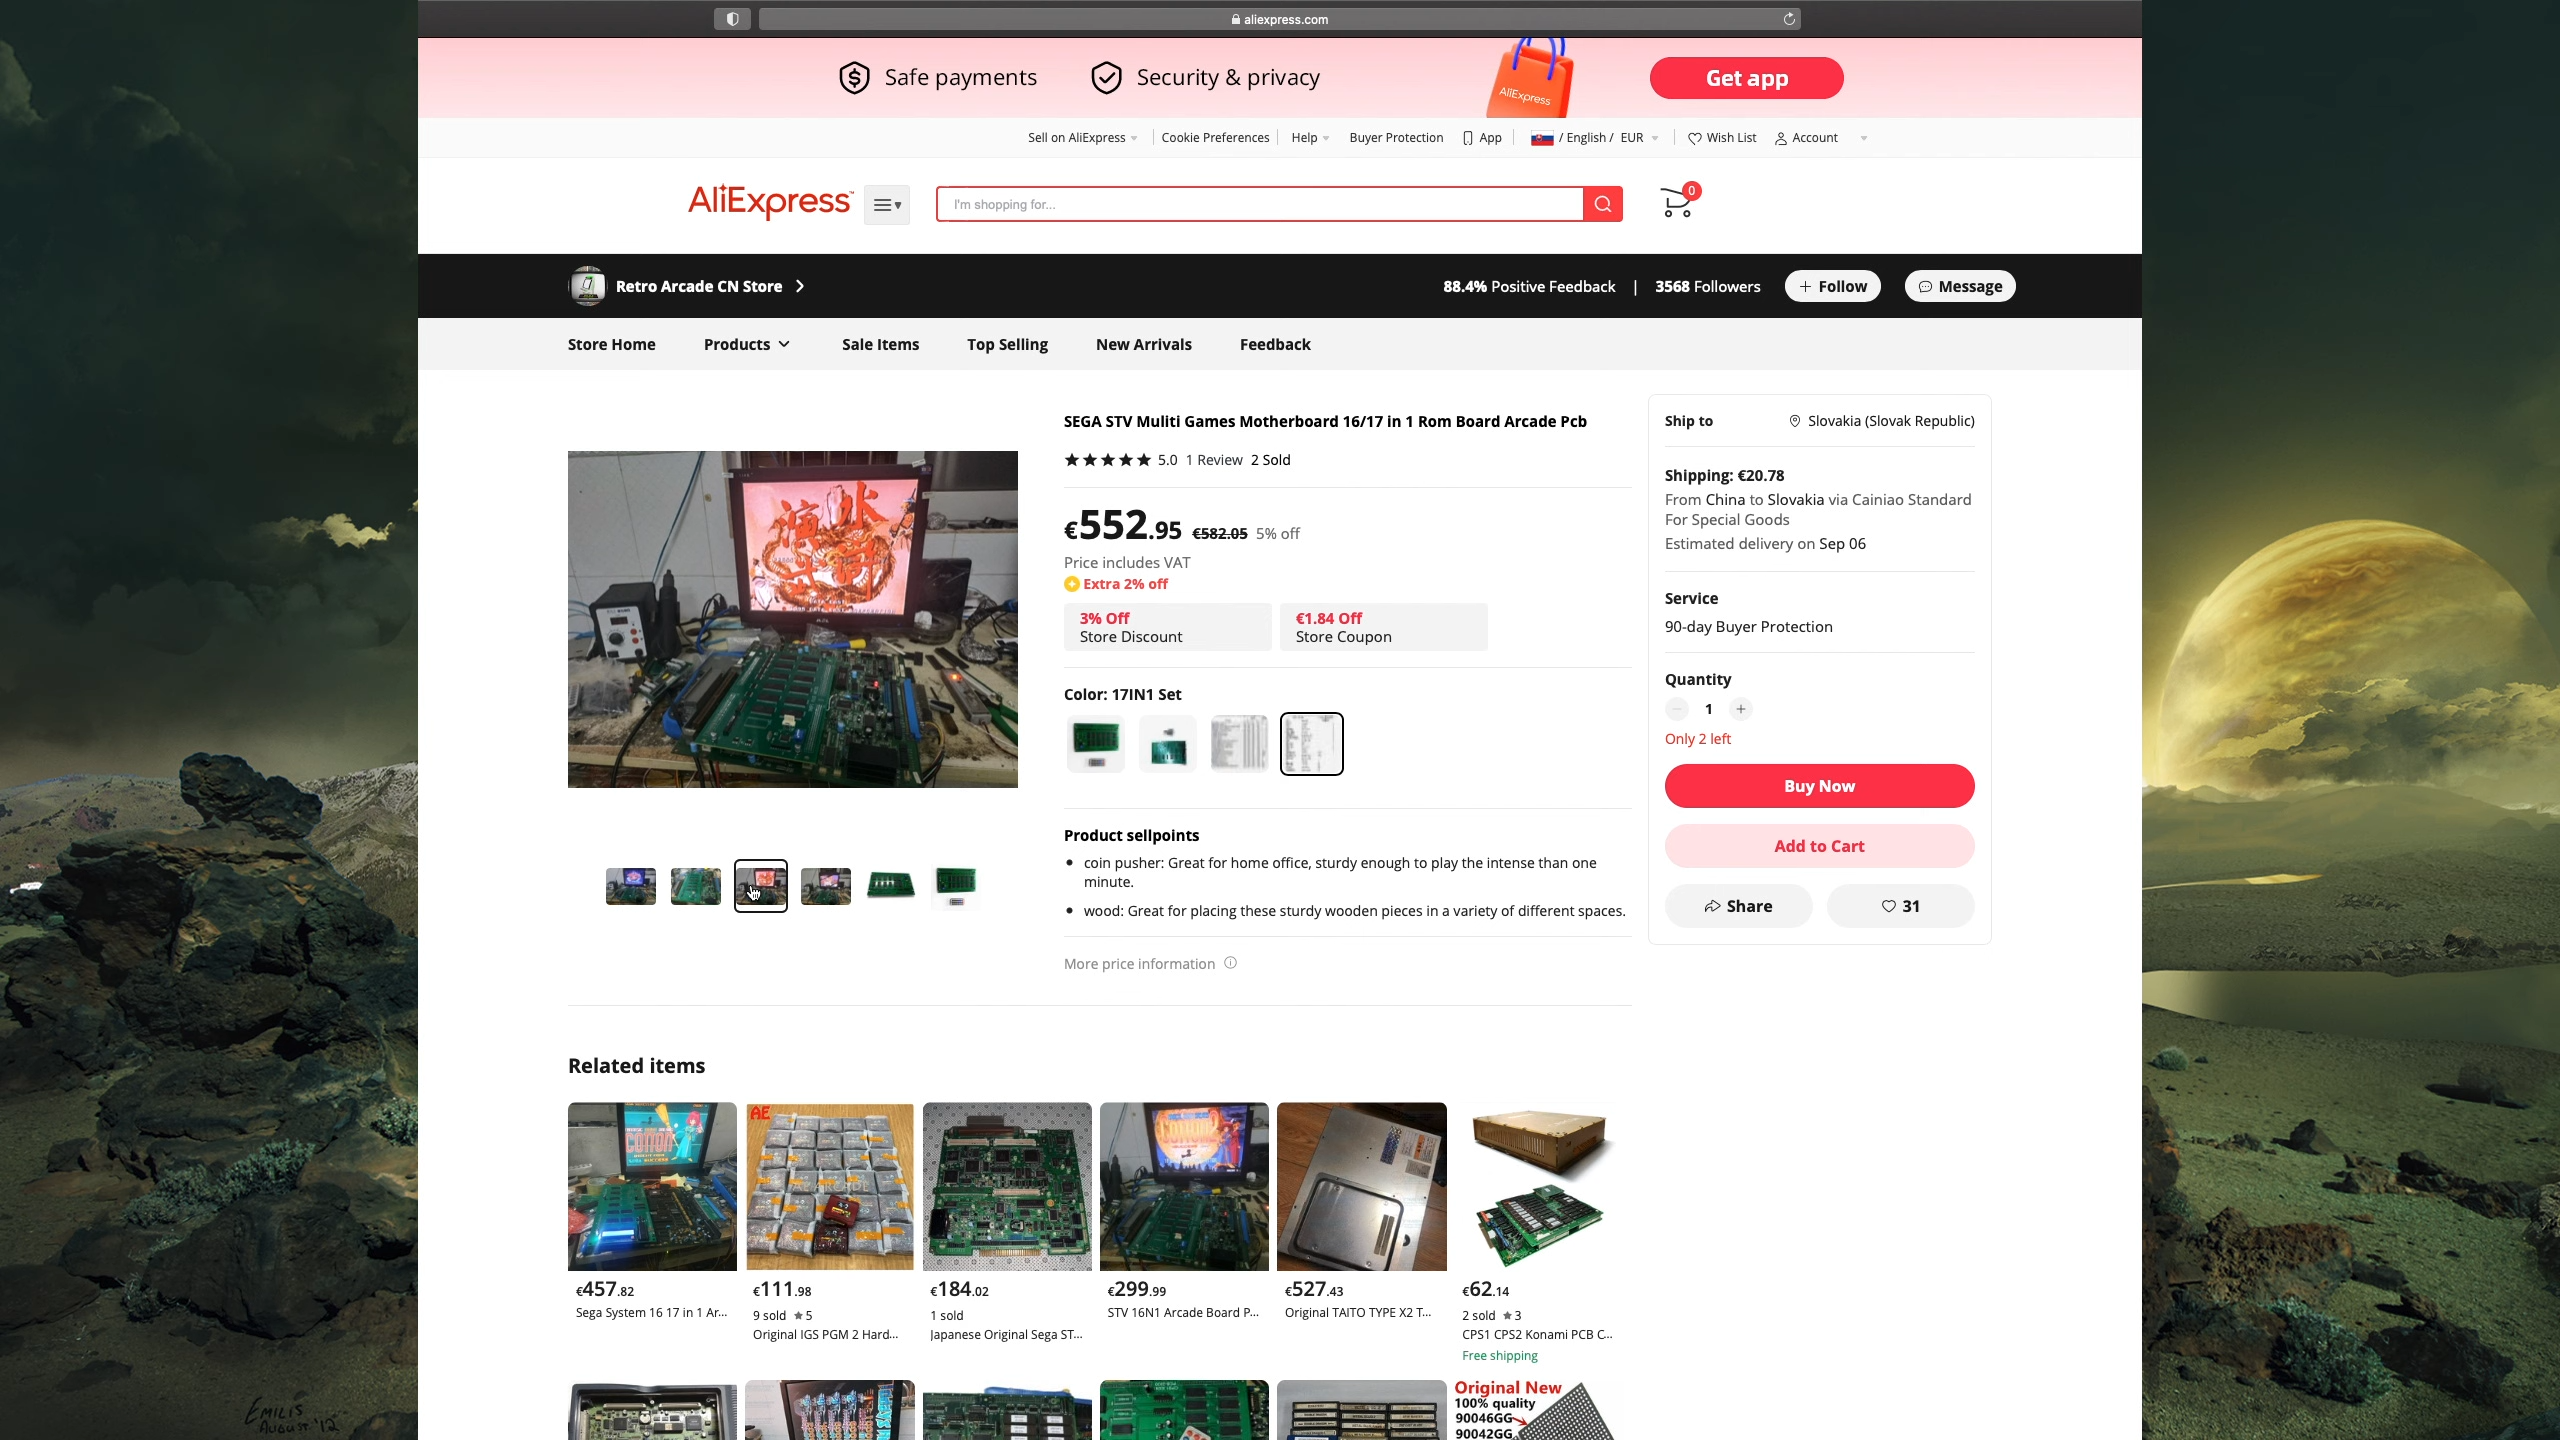 aliexpress.com
Safe payments
Security & privacy
AliExpress
Get app
Sell on AliExpress
Cookie Preferences
Help
Buyer Protection
App
/ English / EUR
Wish List
Account
AliExpress™
I'm shopping for...
0
Retro Arcade CN Store
88.4% Positive Feedback | 3568 Followers
+ Follow
Message
Store Home
Products
Sale Items
Top Selling
New Arrivals
Feedback
SEGA STV Muliti Games Motherboard 16/17 in 1 Rom Board Arcade Pcb
5.0 1 Review 2 Sold
€552.95 €582.05 5% off
Price includes VAT
Extra 2% off
3% Off
Store Discount
€1.84 Off
Store Coupon
Color: 17IN1 Set
Product sellpoints
coin pusher: Great for home office, sturdy enough to play the intense than one
minute.
wood: Great for placing these sturdy wooden pieces in a variety of different spaces.
More price information
Ship to
Slovakia (Slovak Republic)
Shipping: €20.78
From China to Slovakia via Cainiao Standard
For Special Goods
Estimated delivery on Sep 06
Service
90-day Buyer Protection
Quantity
1
Only 2 left
Buy Now
Add to Cart
Share
31
Related items
AE
€457.82
Sega System 16 17 in 1 Ar...
€111.98
9 sold ★5
Original IGS PGM 2 Hard...
€184.02
1 sold
Japanese Original Sega ST...
€299.99
STV 16N1 Arcade Board P...
€527.43
Original TAITO TYPE X2 T...
€62.14
2 sold ★3
CPS1 CPS2 Konami PCB C...
Free shipping
Original New
100% quality
90046GG
90042GG
EMILIS
AUGUST '12